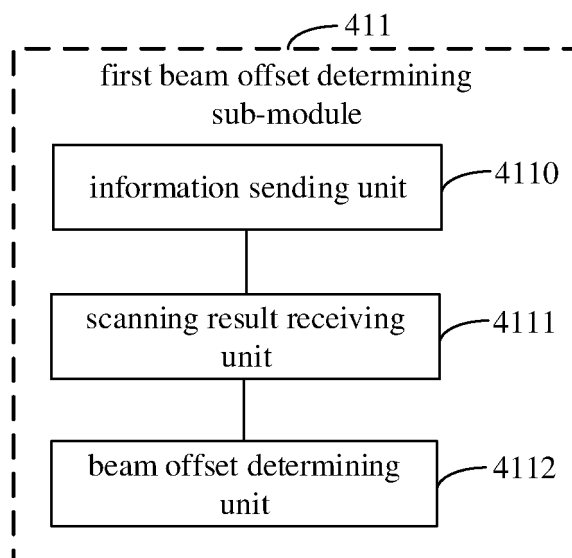 411
first beam offset determining
sub-module
information sending unit
4110
scanning result receiving
unit
4111
beam offset determining
unit
4112